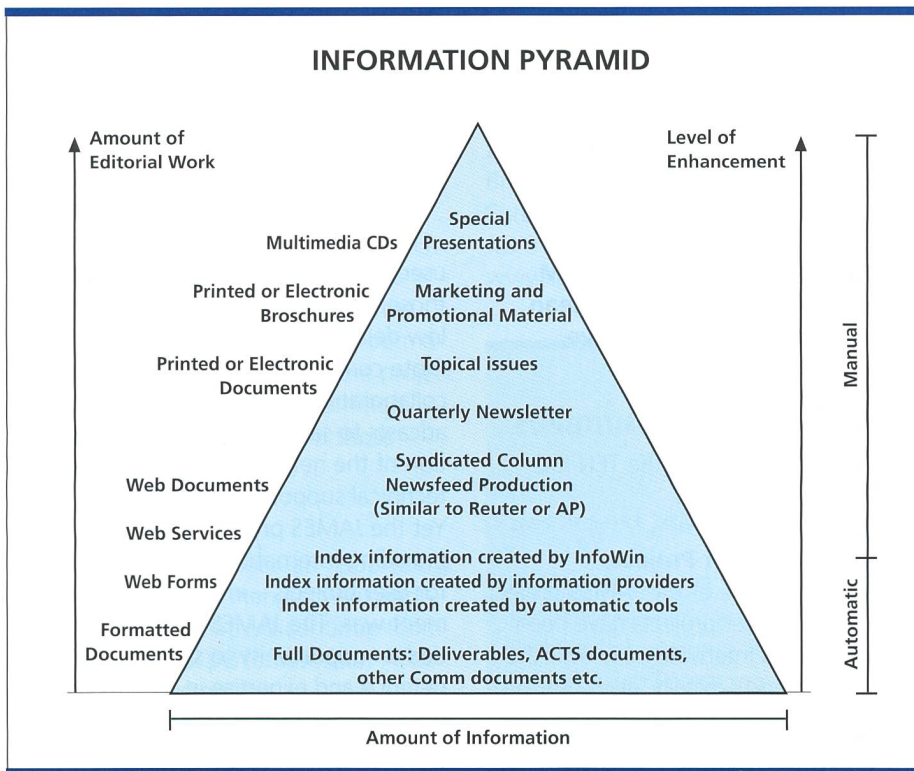 INFORMATION PYRAMID
Amount of
Editorial Work
Level of
Enhancement
Special
Presentations
Multimedia CDs
Printed or Electronic
Broschures
Marketing and
Promotional Material
Printed or Electronic
Documents
Topical issues
Quarterly Newsletter
Manual
Web Documents
Syndicated Column
Newsfeed Production
(Similar to Reuter or AP)
Web Services
Web Forms
Index information created by InfoWin
Index information created by information providers
Index information created by automatic tools
Automatic
Formatted
Documents
Full Documents: Deliverables, ACTS documents,
other Comm documents etc.
Amount of Information